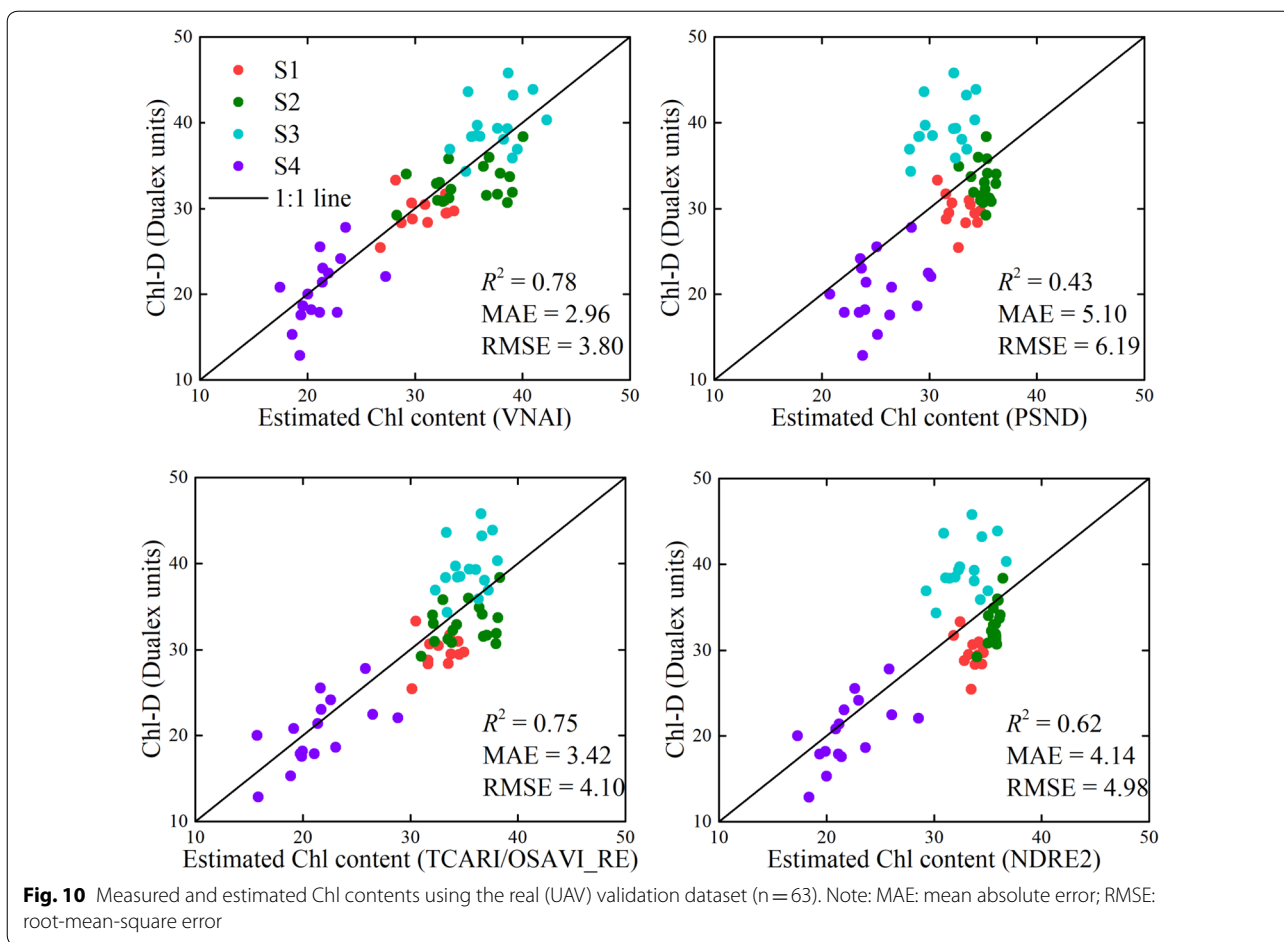 50
40
30
20
10
Chl-D (Dualex units)
S1
S2
S3
S4
1:1 line
R² = 0.78
MAE = 2.96
RMSE = 3.80
10 20 30 40 50
Estimated Chl content (VNAI)
50
40
30
20
10
Chl-D (Dualex units)
R² = 0.43
MAE = 5.10
RMSE = 6.19
10 20 30 40 50
Estimated Chl content (PSND)
50
40
30
20
10
Chl-D (Dualex units)
R² = 0.75
MAE = 3.42
RMSE = 4.10
10 20 30 40 50
Estimated Chl content (TCARI/OSAVI_RE)
50
40
30
20
10
Chl-D (Dualex units)
R² = 0.62
MAE = 4.14
RMSE = 4.98
10 20 30 40 50
Estimated Chl content (NDRE2)
Fig. 10 Measured and estimated Chl contents using the real (UAV) validation dataset (n = 63). Note: MAE: mean absolute error; RMSE:
root-mean-square error